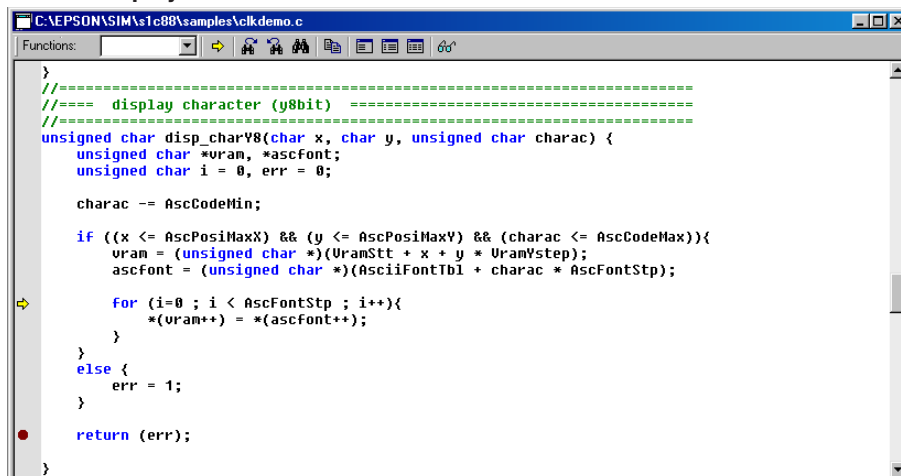 C:\EPSON\SIM\s1c88\samples\clkdemo.c
Functions:
}
//======================================================================
//====  display character (y8bit)  ======================================
//======================================================================
unsigned char disp_charY8(char x, char y, unsigned char charac) {
    unsigned char *vram, *ascfont;
    unsigned char i = 0, err = 0;
    charac -= AscCodeMin;
    if ((x <= AscPosiMaxX) && (y <= AscPosiMaxY) && (charac <= AscCodeMax)){
        vram = (unsigned char *)(VramStt + x + y * VramYstep);
        ascfont = (unsigned char *)(AsciiFontTbl + charac * AscFontStp);
        for (i=0 ; i < AscFontStp ; i++){
            *(vram++) = *(ascfont++);
        }
    }
    else {
        err = 1;
    }
    return (err);
}